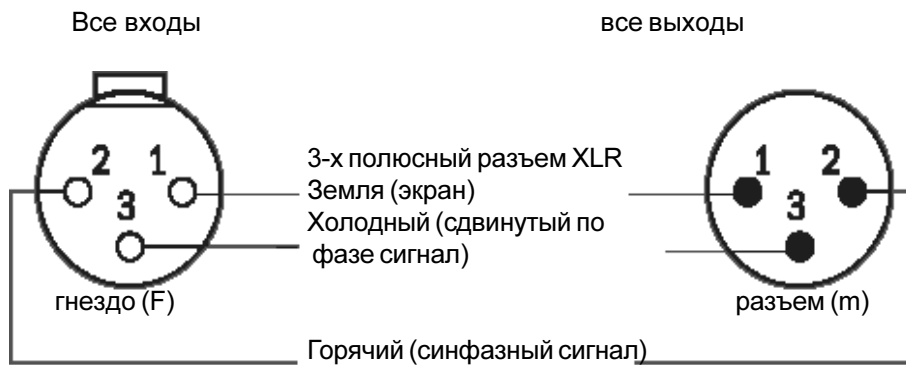 Все входы
все выходы
2 1
3
1 2
3
3-х полюсный разъем XLR
Земля (экран)
Холодный (сдвинутый по
фазе сигнал)
гнездо (F)
разъем (m)
Горячий (синфазный сигнал)